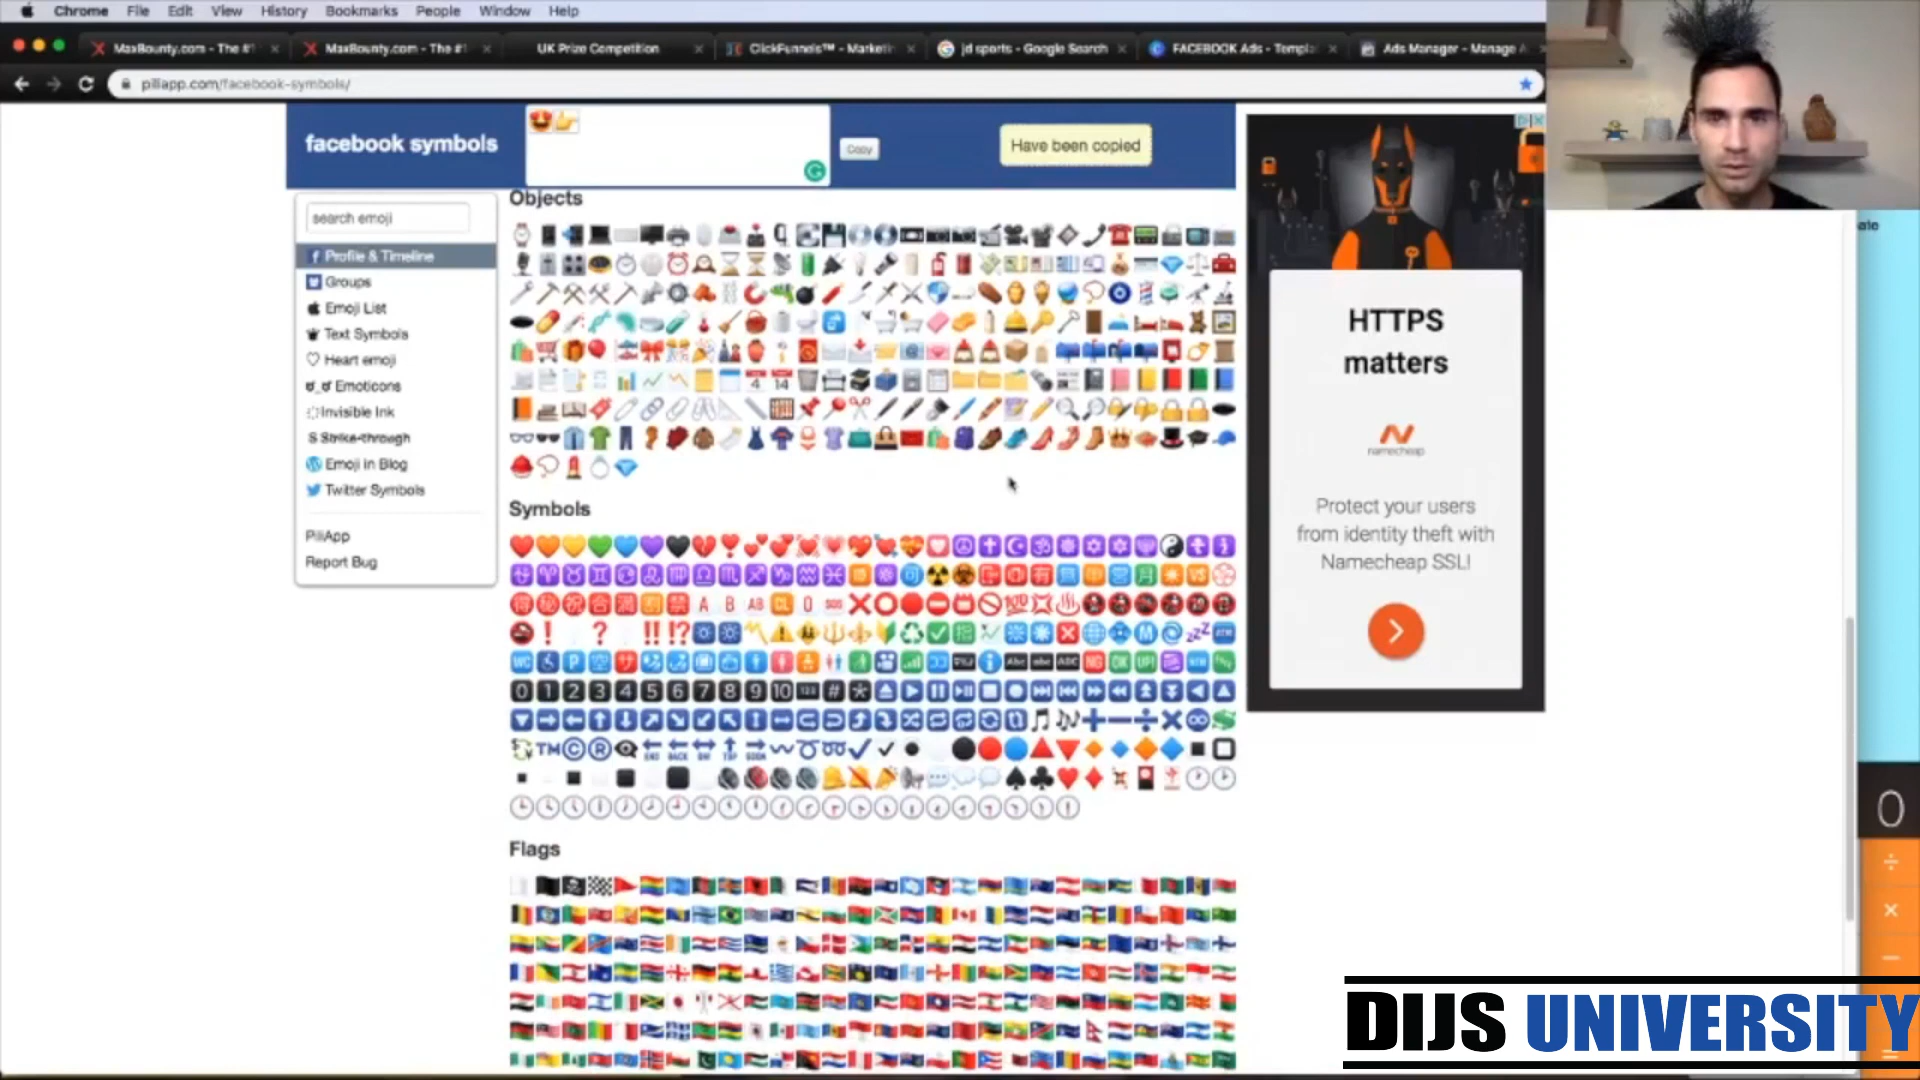 Chrome File Edit View History Bookmarks People Window Help
MaxBounty.com - The #1
MaxBounty.com - The #1
UK Prize Competition
ClickFunnels™ - Marketin
jd sports - Google Search
FACEBOOK Ads - Templa
Ads Manager - Manage A
piliapp.com/facebook-symbols/
facebook symbols
Copy
Have been copied
search emoji
Profile & Timeline
Groups
Emoji List
Text Symbols
Heart emoji
Emoticons
Invisible Ink
Strike-through
Emoji in Blog
Twitter Symbols
PiliApp
Report Bug
Objects
Symbols
Flags
HTTPS
matters
namecheap
Protect your users
from identity theft with
Namecheap SSL!
0
DIJS UNIVERSITY